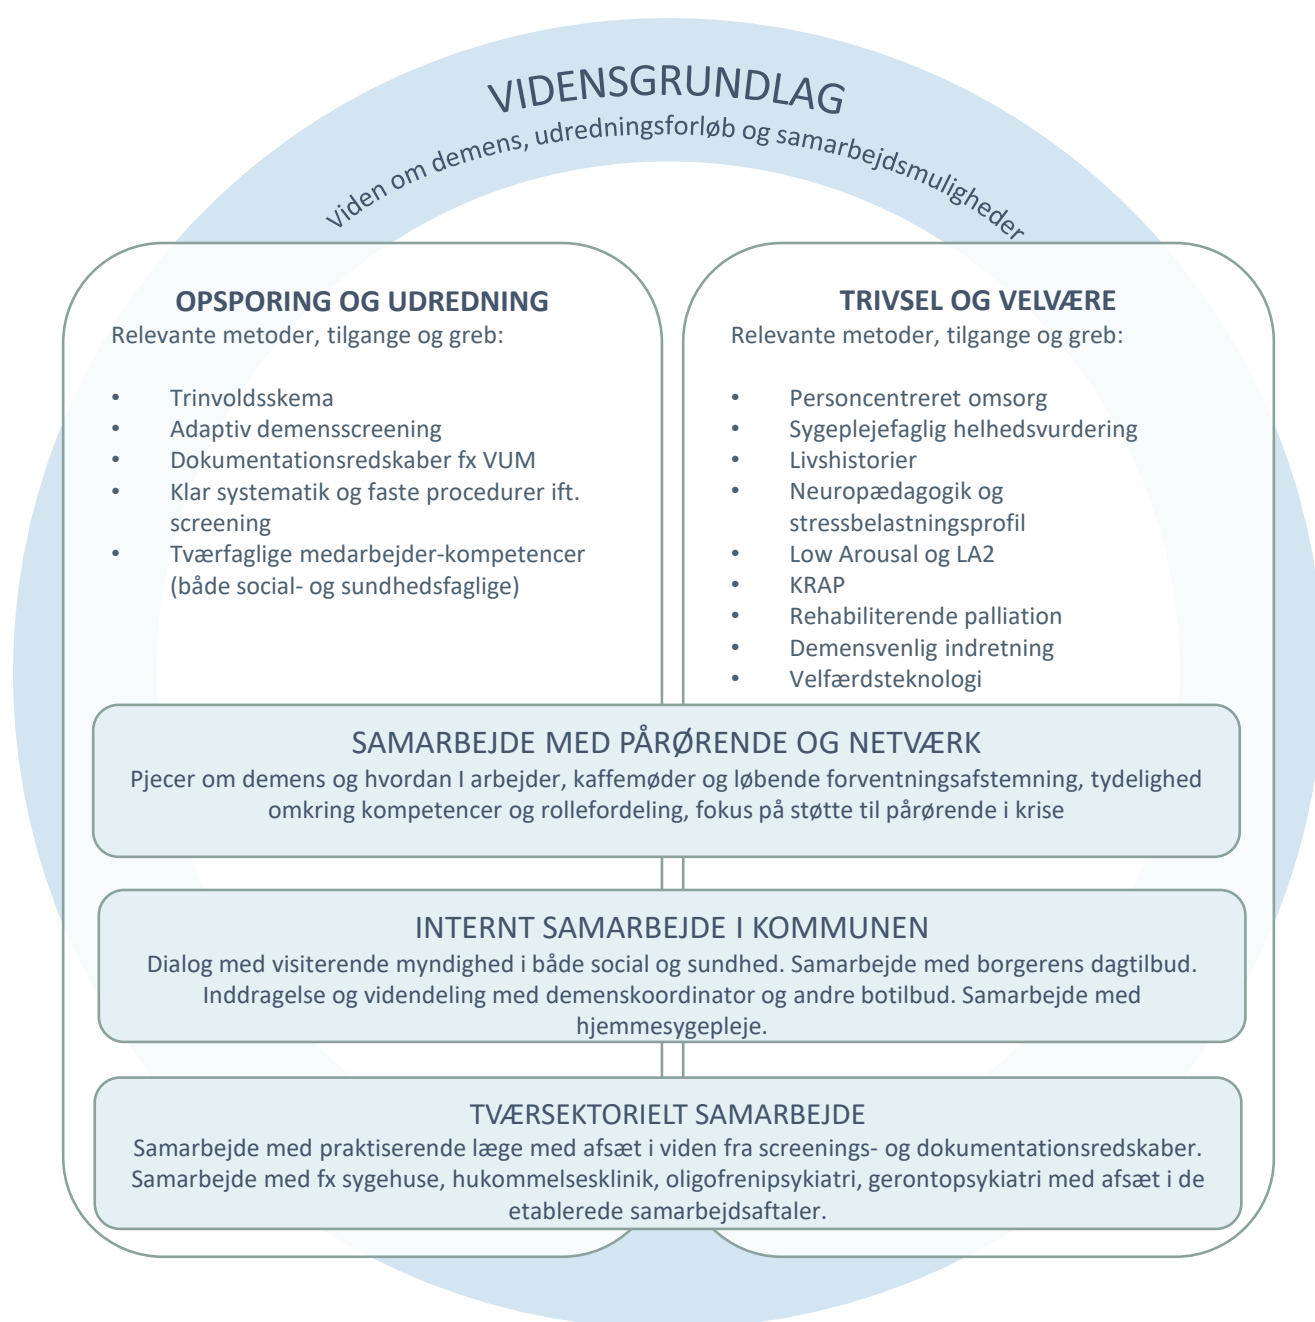 VIDENSGRUNDLAG
Viden om demens, udredningsforløb og samarbejdsmuligheder
OPSPORING OG UDREDNING
Relevante metoder, tilgange og greb:
• Trinvoldsskema
• Adaptiv demensscreening
• Dokumentationsredskaber fx VUM
• Klar systematik og faste procedurer ift.
screening
• Tværfaglige medarbejder-kompetencer
(både social- og sundhedsfaglige)
TRIVSEL OG VELVÆRE
Relevante metoder, tilgange og greb:
• Personcentreret omsorg
• Sygeplejefaglig helhedsvurdering
• Livshistorier
• Neuropædagogik og
stressbelastningsprofil
• Low Arousal og LA2
• KRAP
• Rehabiliterende palliation
• Demensvenlig indretning
• Velfærdsteknologi
SAMARBEJDE MED PÅRØRENDE OG NETVÆRK
Pjecer om demens og hvordan I arbejder, kaffemøder og løbende forventningsafstemning, tydelighed
omkring kompetencer og rollefordeling, fokus på støtte til pårørende i krise
INTERNT SAMARBEJDE I KOMMUNEN
Dialog med visiterende myndighed i både social og sundhed. Samarbejde med borgerens dagtilbud.
Inddragelse og videndeling med demenskoordinator og andre botilbud. Samarbejde med
hjemmesygepleje.
TVÆRSEKTORIELT SAMARBEJDE
Samarbejde med praktiserende læge med afsæt i viden fra screenings- og dokumentationsredskaber.
Samarbejde med fx sygehuse, hukommelsesklinik, oligofrenipsykiatri, gerontopsykiatri med afsæt i de
etablerede samarbejdsaftaler.